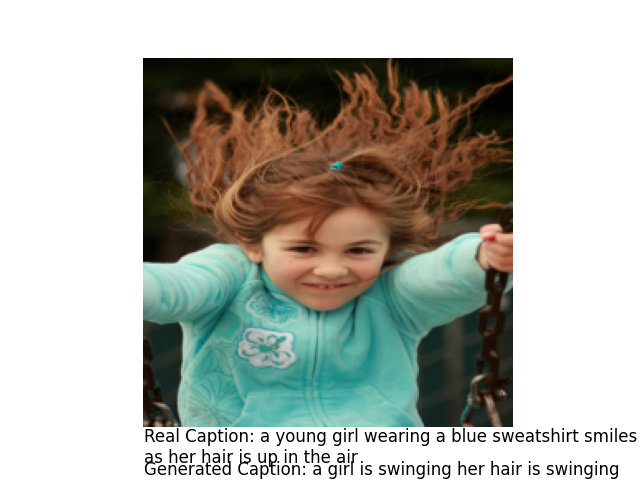 Real Caption: a young girl wearing a blue sweatshirt smiles
as her hair is up in the air
Generated Caption: a girl is swinging her hair is swinging